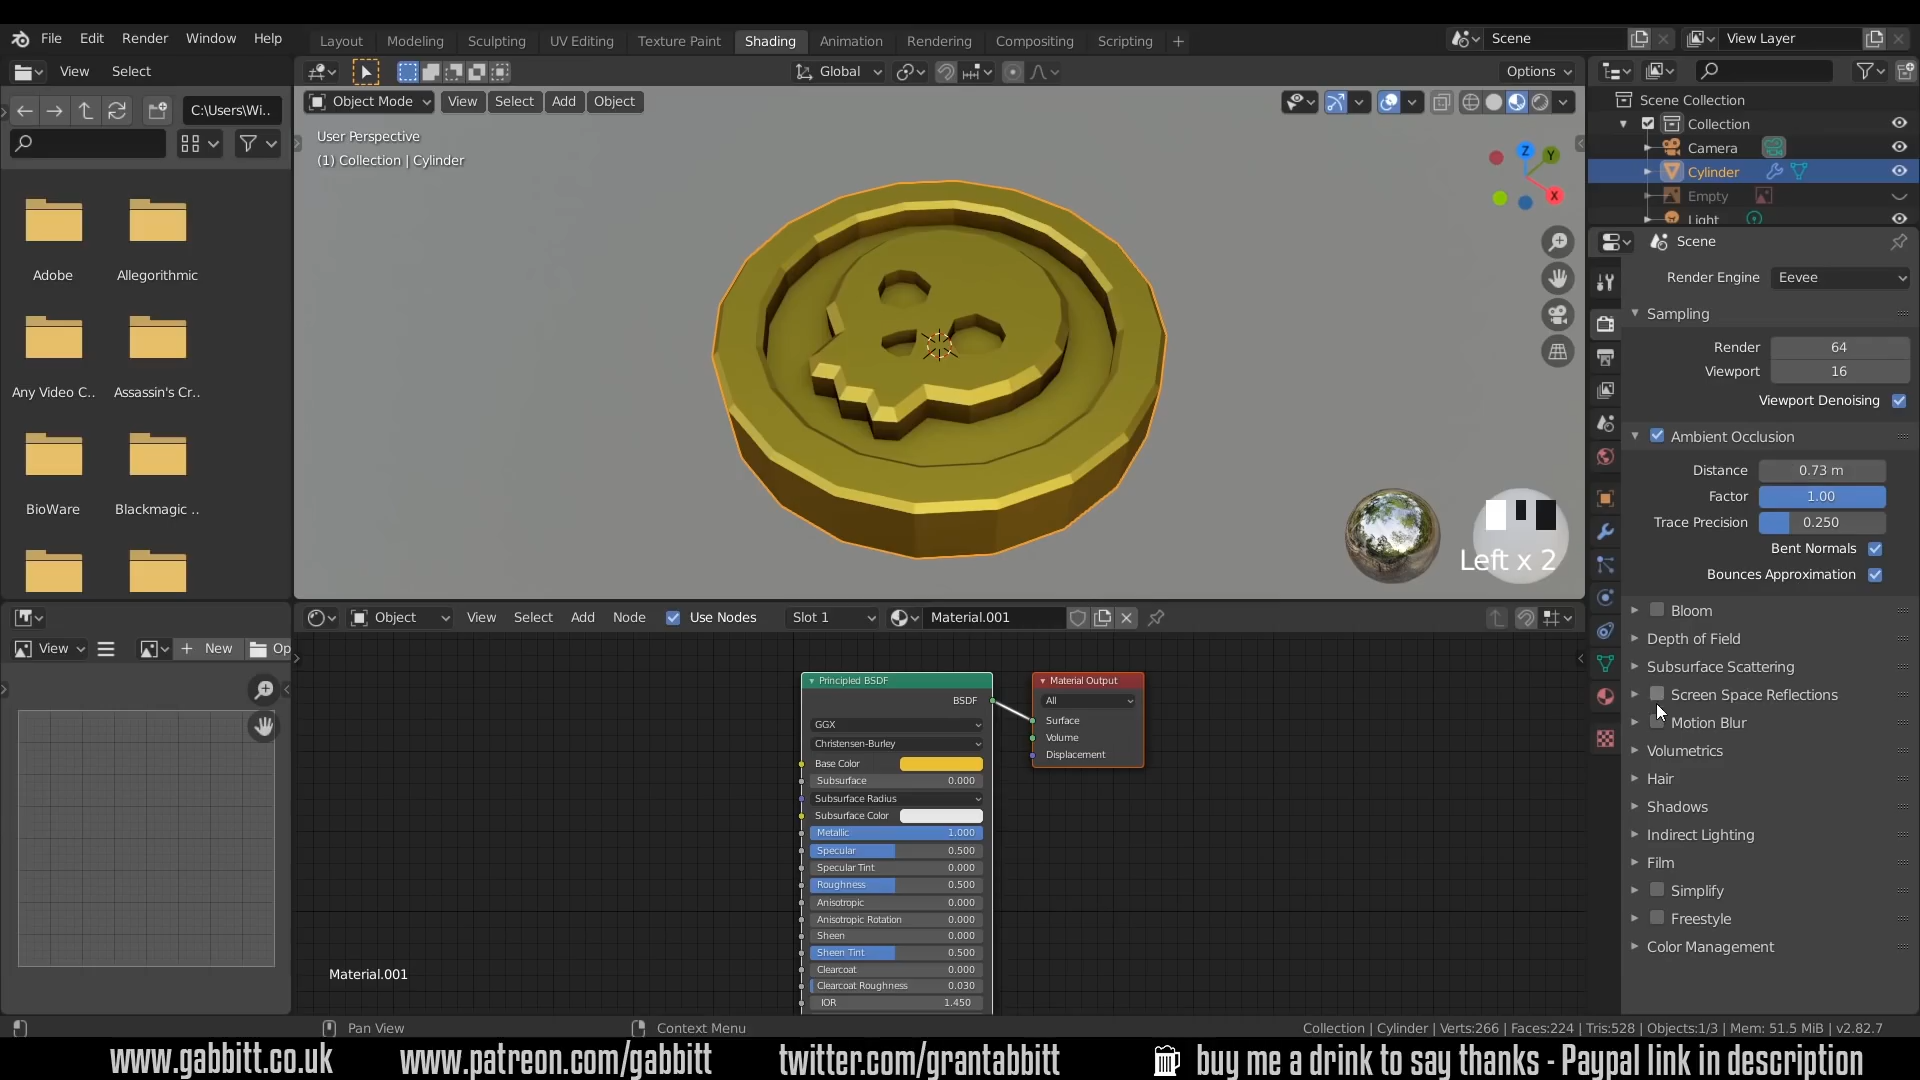 File Edit Render Window Help
Layout Modeling Sculpting UV Editing Texture Paint Shading Animation Rendering Compositing Scripting +
Scene
View Layer
View Select
Global
Options
C:\Users\Wi..
Object Mode View Select Add Object
User Perspective
(1) Collection | Cylinder
Z
Y
X
Adobe
Allegorithmic
Any Video C..
Assassin's Cr..
BioWare
Blackmagic ..
Left x 2
Scene Collection
Collection
Camera
Cylinder
Empty
Light
Scene
Render Engine Eevee
Sampling
Render 64
Viewport 16
Viewport Denoising
Ambient Occlusion
Distance 0.73 m
Factor 1.00
Trace Precision 0.250
Bent Normals
Bounces Approximation
Bloom
Depth of Field
Subsurface Scattering
Screen Space Reflections
Motion Blur
Volumetrics
Hair
Shadows
Indirect Lighting
Film
Simplify
Freestyle
Color Management
View
+ New
Op
Object View Select Add Node Use Nodes Slot 1 Material.001
Principled BSDF
BSDF
GGX
Christensen-Burley
Base Color
Subsurface 0.000
Subsurface Radius
Subsurface Color
Metallic 1.000
Specular 0.500
Specular Tint 0.000
Roughness 0.500
Anisotropic 0.000
Anisotropic Rotation 0.000
Sheen 0.000
Sheen Tint 0.500
Clearcoat 0.000
Clearcoat Roughness 0.030
IOR 1.450
Material Output
All
Surface
Volume
Displacement
Material.001
Pan View
Context Menu
Collection | Cylinder | Verts:266 | Faces:224 | Tris:528 | Objects:1/3 | Mem: 51.5 MiB | v2.82.7
www.gabbitt.co.uk www.patreon.com/gabbitt twitter.com/grantabbitt buy me a drink to say thanks - Paypal link in description